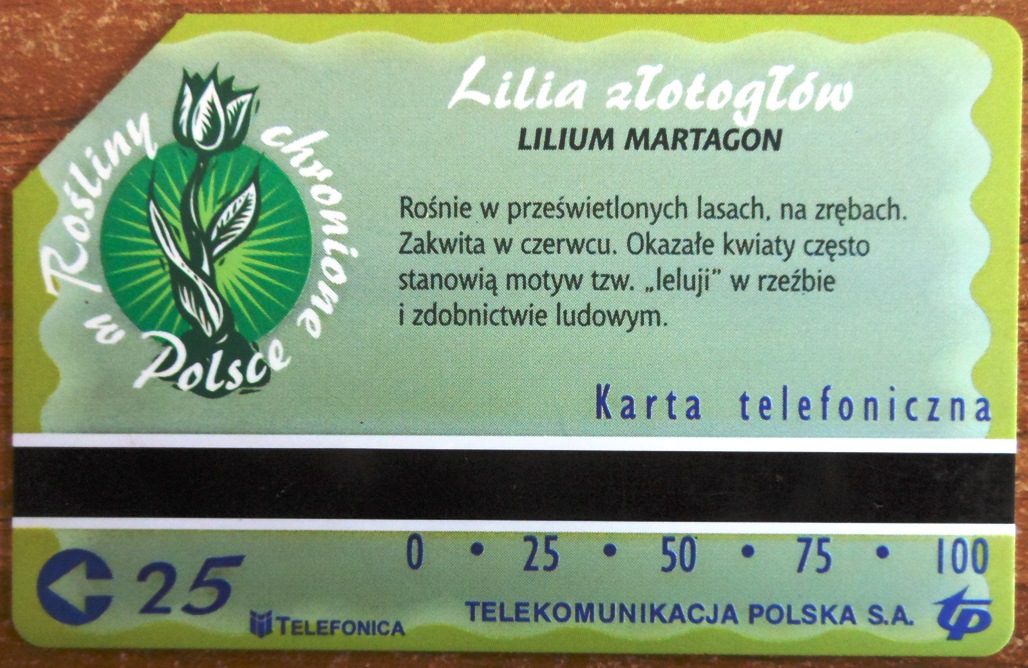 Rośliny chronione w Polsce
Lilia złotogłów
LILIUM MARTAGON
Rośnie w prześwietlonych lasach, na zrębach.
Zakwita w czerwcu. Okazałe kwiaty często
stanowią motyw tzw. „leluji” w rzeźbie
i zdobnictwie ludowym.
Karta telefoniczna
0 • 25 • 50 • 75 • 100
25
TELEFONICA
TELEKOMUNIKACJA POLSKA S.A. tp